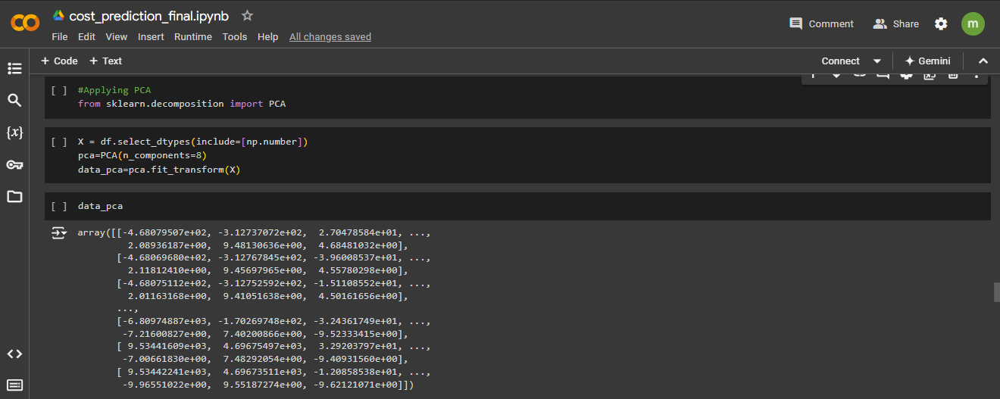 cost_prediction_final.ipynb
File Edit View Insert Runtime Tools Help All changes saved
Comment Share m
+ Code + Text Connect Gemini
[ ] #Applying PCA
from sklearn.decomposition import PCA
[ ] X = df.select_dtypes(include=[np.number])
pca=PCA(n_components=8)
data_pca=pca.fit_transform(X)
[ ] data_pca
array([[-4.68079507e+02, -3.12737072e+02, 2.70478584e+01, ...,
2.08936187e+00, 9.48130636e+00, 4.68481032e+00],
[-4.68069680e+02, -3.12767845e+02, -3.96008537e+01, ...,
2.11812410e+00, 9.45697965e+00, 4.55780298e+00],
[-4.68075112e+02, -3.12752592e+02, -1.51108552e+01, ...,
2.01163168e+00, 9.41051638e+00, 4.50161656e+00],
...,
[-6.80974887e+03, -1.70269748e+02, -3.24361749e+01, ...,
-7.21600827e+00, 7.40200866e+00, -9.52333415e+00],
[ 9.53441609e+03, 4.69675497e+03, 3.29203797e+01, ...,
-7.00661830e+00, 7.48292054e+00, -9.40931560e+00],
[ 9.53442241e+03, 4.69673511e+03, -1.20858538e+01, ...,
-9.96551022e+00, 9.55187274e+00, -9.62121071e+00]])
{x}